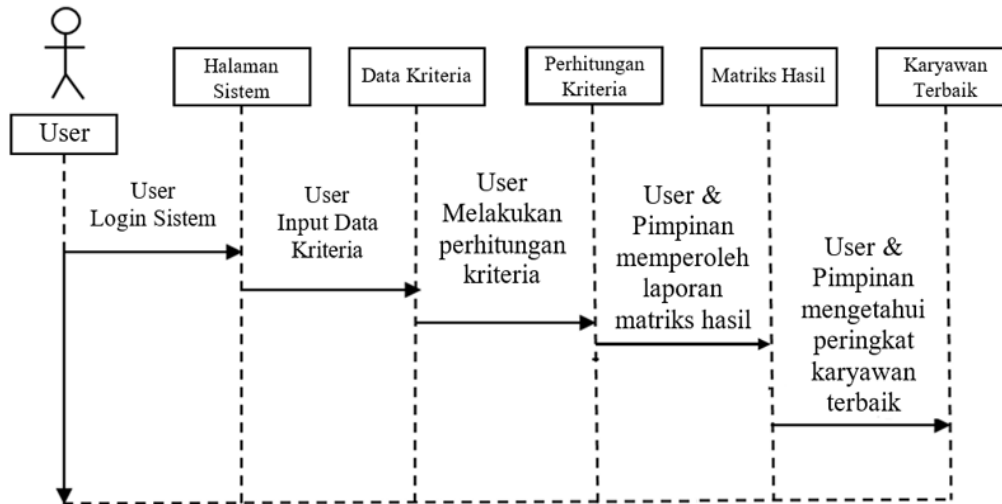 User
Halaman
Sistem
Data Kriteria
Perhitungan
Kriteria
Matriks Hasil
Karyawan
Terbaik
User
Login Sistem
User
Input Data
Kriteria
User
Melakukan
perhitungan
kriteria
User &
Pimpinan
memperoleh
laporan
matriks hasil
User &
Pimpinan
mengetahui
peringkat
karyawan
terbaik